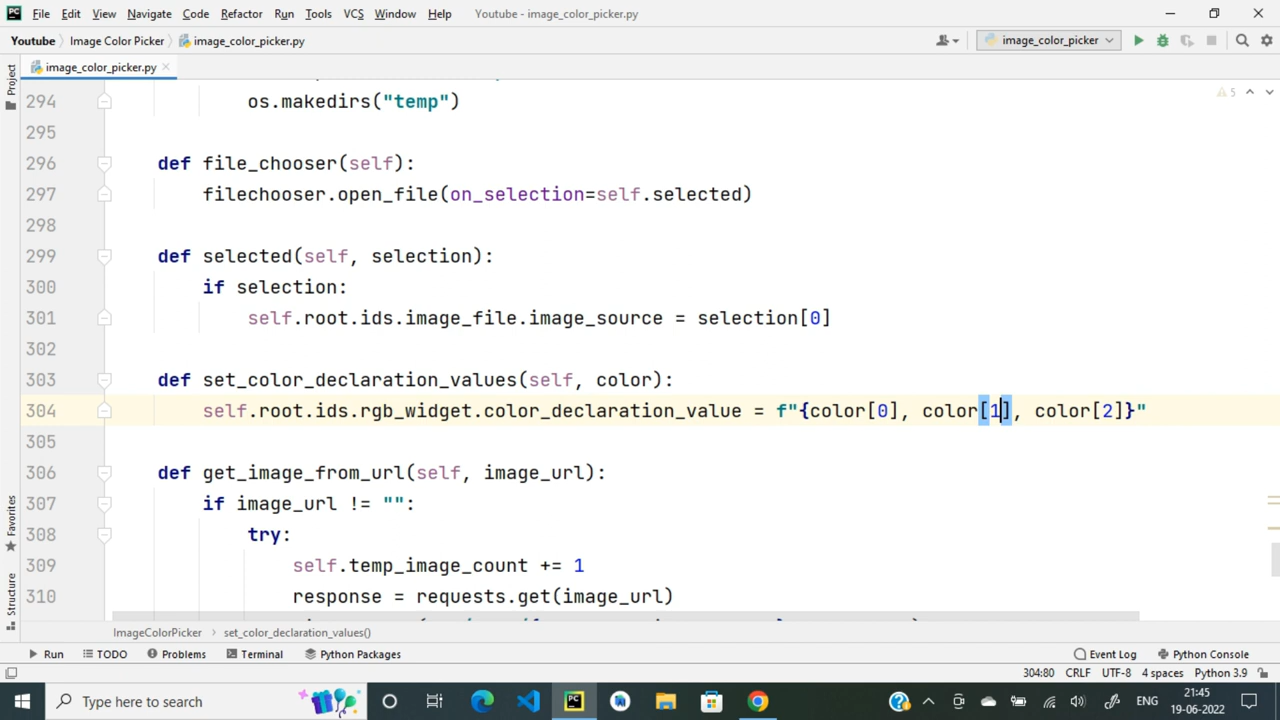 File Edit View Navigate Code Refactor Run Tools VCS Window Help Youtube - image_color_picker.py
Youtube Image Color Picker image_color_picker.py image_color_picker
image_color_picker.py
Project
5
294 os.makedirs("temp")
295
296 def file_chooser(self):
297 filechooser.open_file(on_selection=self.selected)
298
299 def selected(self, selection):
300 if selection:
301 self.root.ids.image_file.image_source = selection[0]
302
303 def set_color_declaration_values(self, color):
304 self.root.ids.rgb_widget.color_declaration_value = f"{color[0], color[1], color[2]}"
305
306 def get_image_from_url(self, image_url):
307 if image_url != "":
308 try:
309 self.temp_image_count += 1
310 response = requests.get(image_url)
Favorites
Structure
ImageColorPicker set_color_declaration_values()
Run TODO Problems Terminal Python Packages Event Log Python Console
304:80 CRLF UTF-8 4 spaces Python 3.9
Type here to search
ENG
21:45
19-06-2022